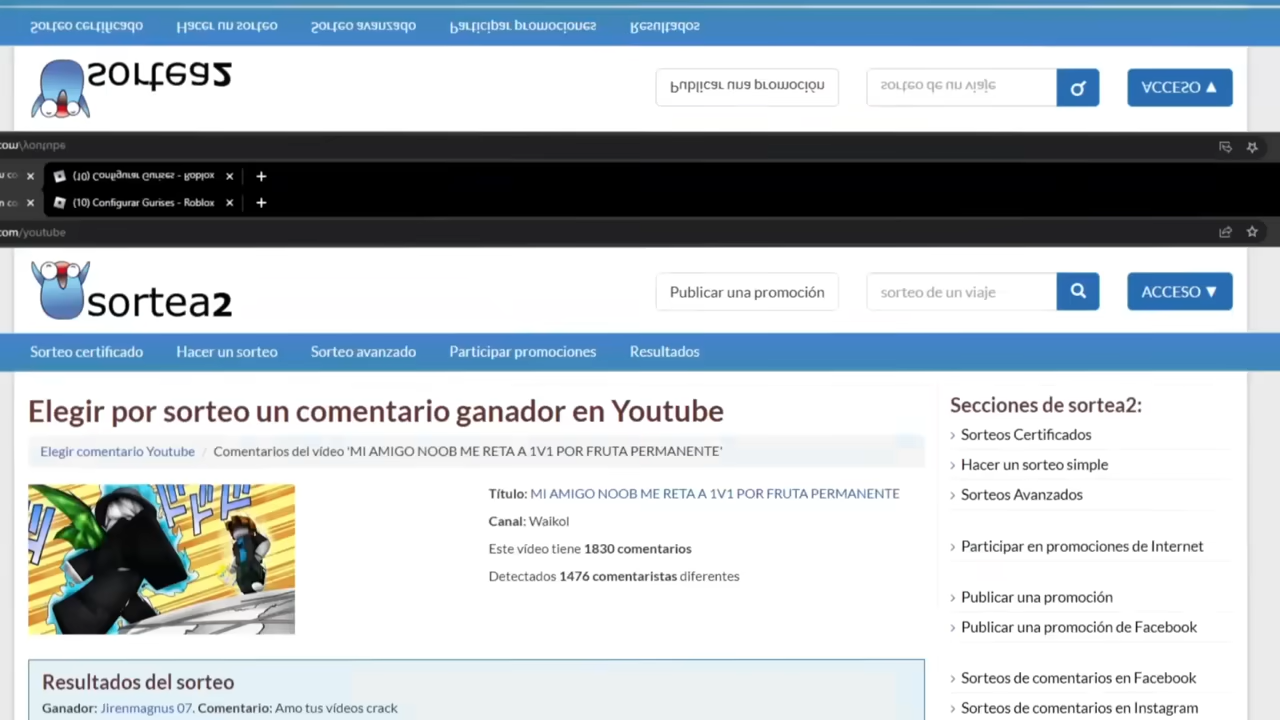 Sorteo certificado Hacer un sorteo Sorteo avanzado Participar promociones Resultados
sortea2 Publicar una promoción sorteo de un viaje ACCESO ▲
com/youtube
n co × (10) Configurar Gurises - Roblox × +
n co × (10) Configurar Gurises - Roblox × +
com/youtube
sortea2 Publicar una promoción sorteo de un viaje ACCESO ▼
Sorteo certificado Hacer un sorteo Sorteo avanzado Participar promociones Resultados
Elegir por sorteo un comentario ganador en Youtube
Elegir comentario Youtube / Comentarios del vídeo 'MI AMIGO NOOB ME RETA A 1V1 POR FRUTA PERMANENTE'
Título: MI AMIGO NOOB ME RETA A 1V1 POR FRUTA PERMANENTE
Canal: Waikol
Este vídeo tiene 1830 comentarios
Detectados 1476 comentaristas diferentes
Resultados del sorteo
Ganador: Jirenmagnus 07. Comentario: Amo tus vídeos crack
Secciones de sortea2:
› Sorteos Certificados
› Hacer un sorteo simple
› Sorteos Avanzados
› Participar en promociones de Internet
› Publicar una promoción
› Publicar una promoción de Facebook
› Sorteos de comentarios en Facebook
› Sorteos de comentarios en Instagram